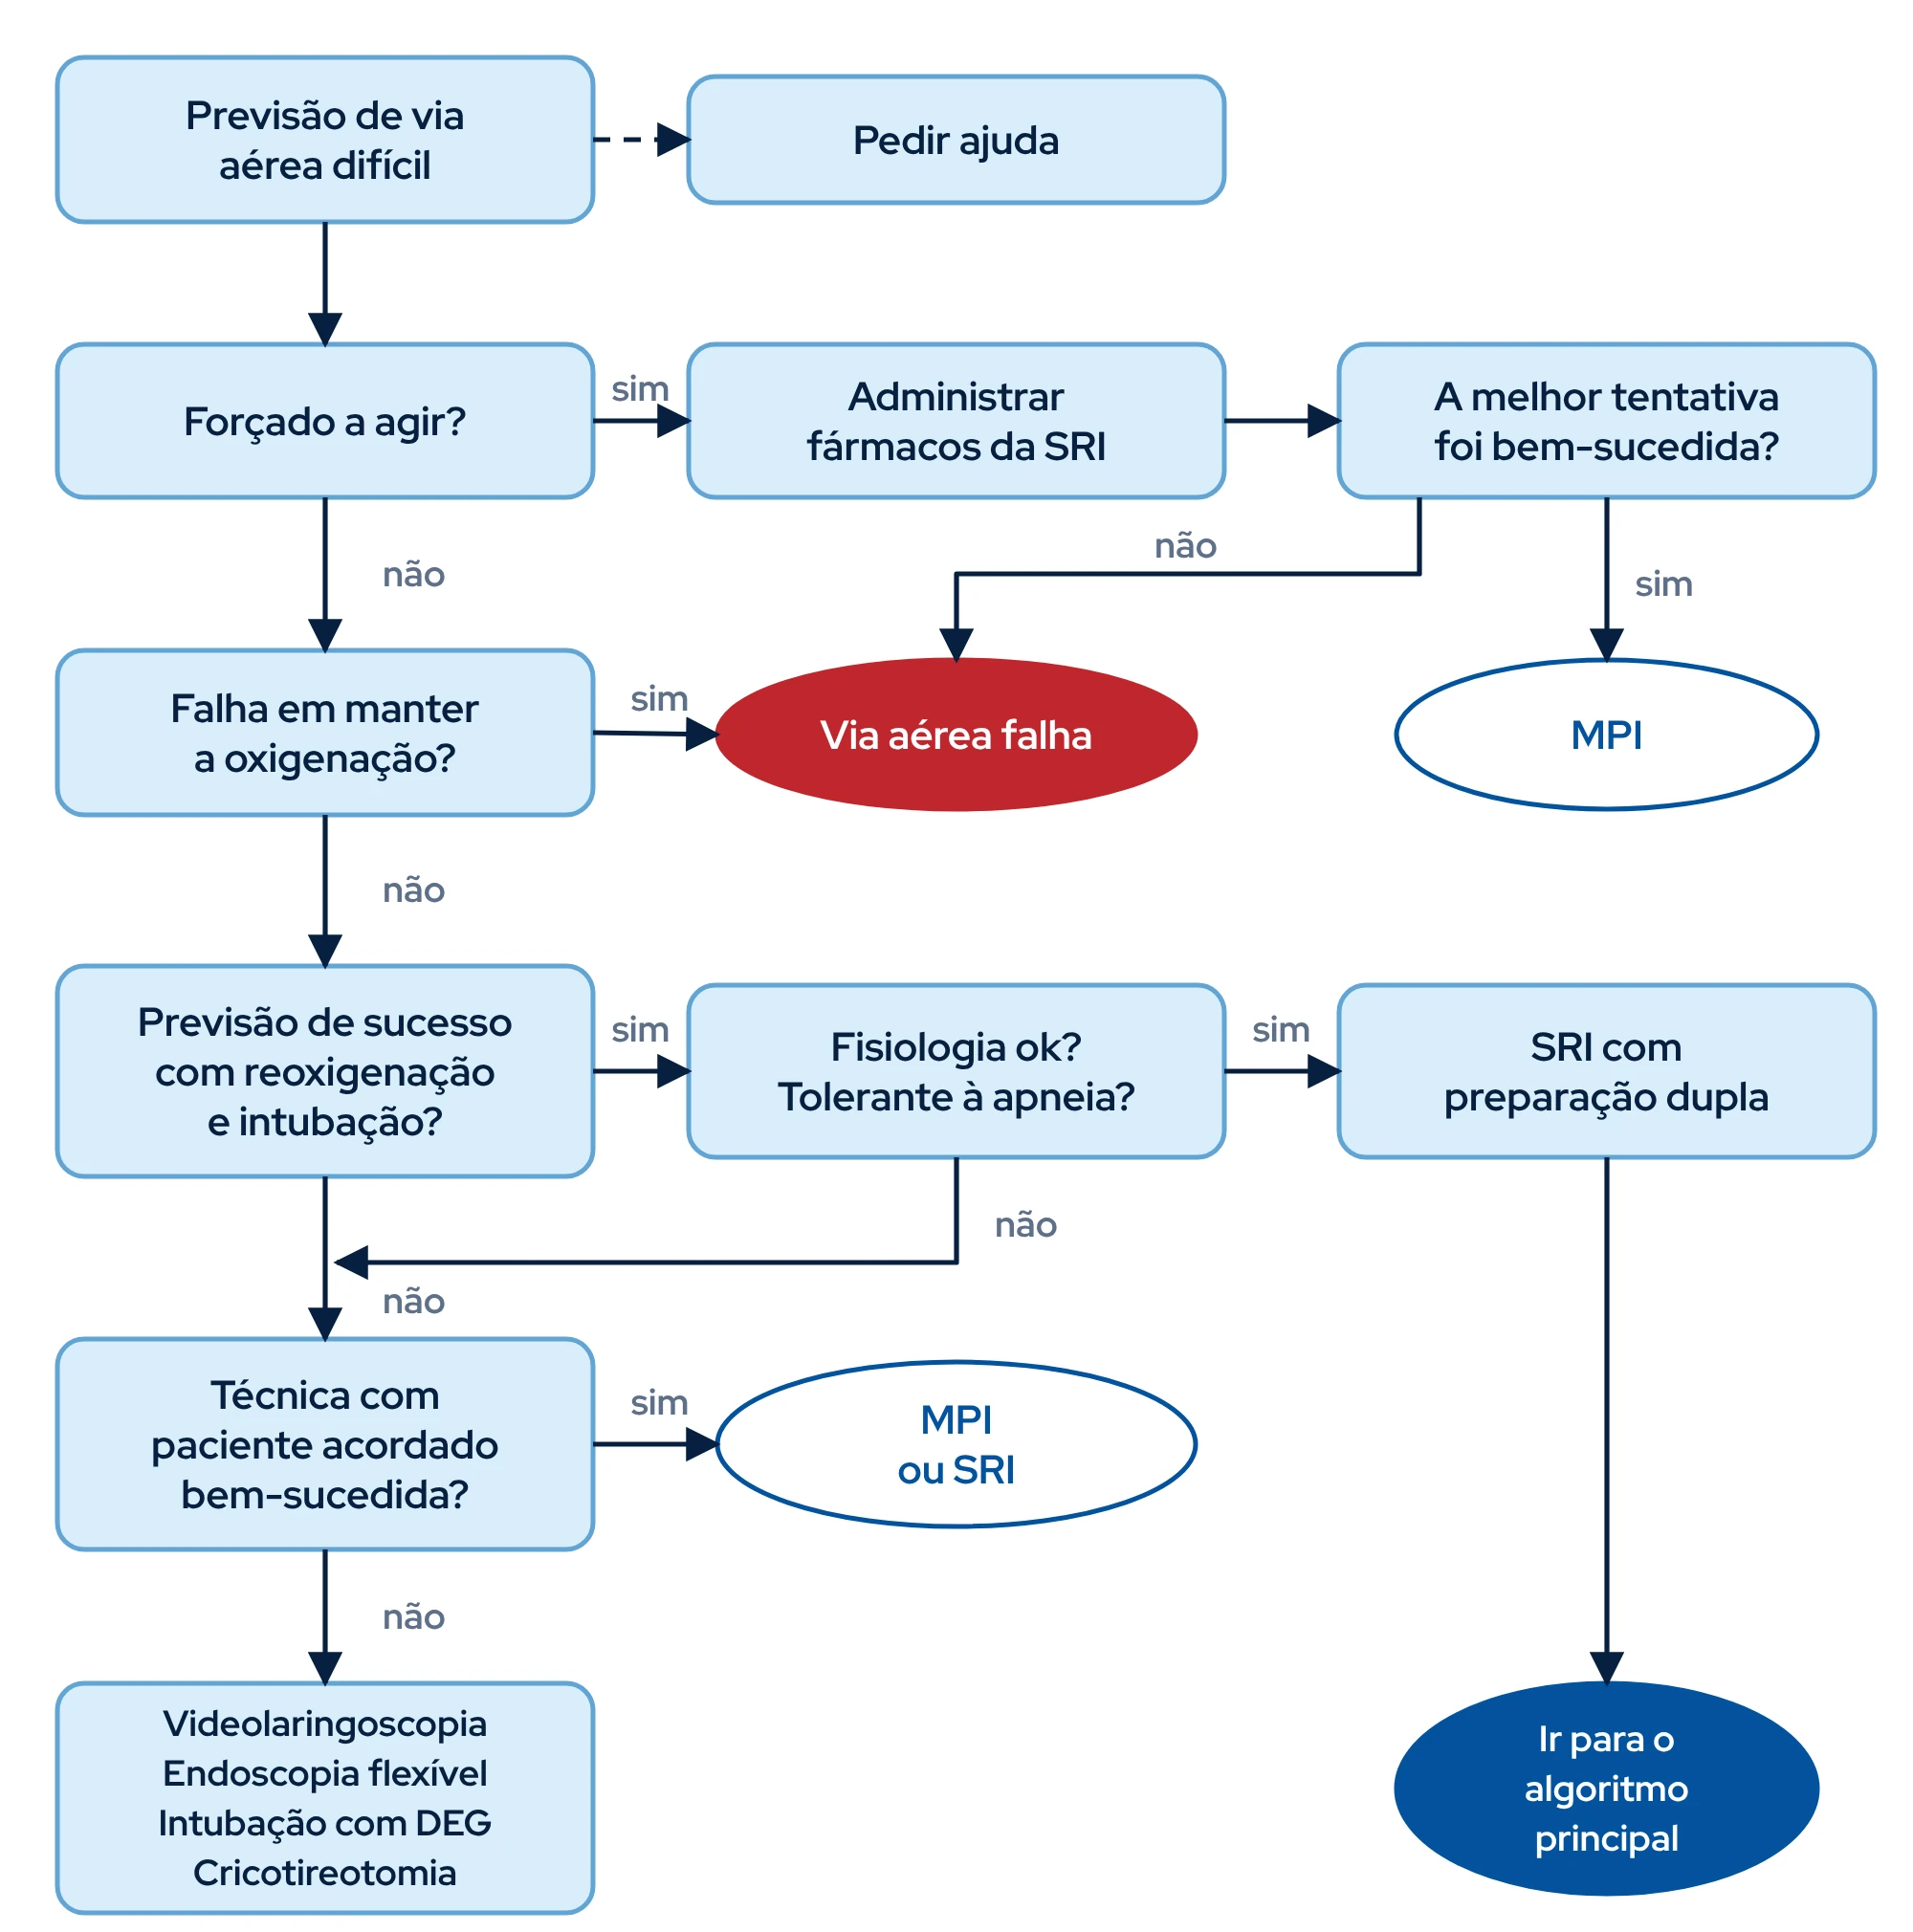 Previsão de via
aérea difícil
Pedir ajuda
Forçado a agir?
sim
Administrar
fármacos da SRI
A melhor tentativa
foi bem-sucedida?
não
não
sim
Falha em manter
a oxigenação?
sim
Via aérea falha
MPI
não
Previsão de sucesso
com reoxigenação
e intubação?
sim
Fisiologia ok?
Tolerante à apneia?
sim
SRI com
preparação dupla
não
não
Técnica com
paciente acordado
bem-sucedida?
sim
MPI
ou SRI
não
Videolaringoscopia
Endoscopia flexível
Intubação com DEG
Cricotireotomia
Ir para o
algoritmo
principal